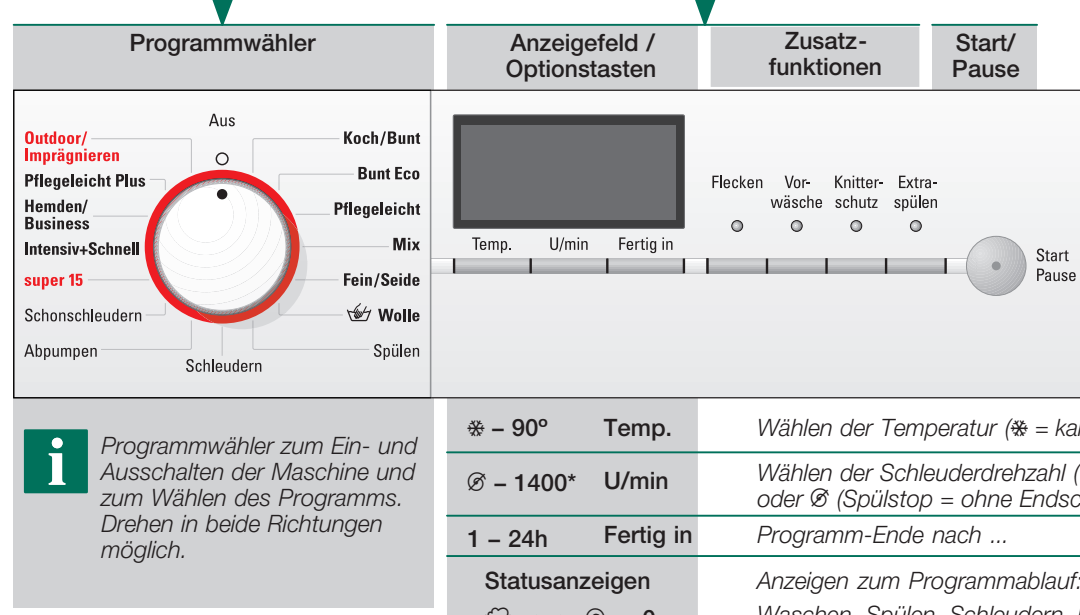 Programmwähler
Anzeigefeld /
Optionstasten
Zusatz-
funktionen
Start/
Pause
Aus
Outdoor/
Imprägnieren
Pflegeleicht Plus
Hemden/
Business
Intensiv+Schnell
super 15
Schonschleudern
Abpumpen
Schleudern
Koch/Bunt
Bunt Eco
Pflegeleicht
Mix
Fein/Seide
Wolle
Spülen
Temp.
U/min
Fertig in
Flecken
Vor-
wäsche
Knitter-
schutz
Extra-
spülen
Start
Pause
i
Programmwähler zum Ein- und
Ausschalten der Maschine und
zum Wählen des Programms.
Drehen in beide Richtungen
möglich.
– 90º Temp. Wählen der Temperatur ( =
– 1400* U/min Wählen der Schleuderdrehzahl (
oder (Spülstop = ohne
1 – 24h Fertig in Programm-Ende nach ...
Statusanzeigen Anzeigen zum Programmablauf:
Waschen, Spülen, Schleudern,